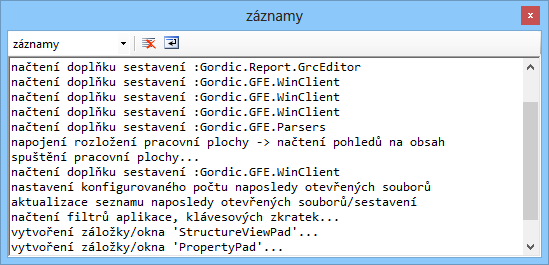 záznamy
záznamy
načtení doplňku sestavení :Gordic.Report.GrcEditor
načtení doplňku sestavení :Gordic.GFE.WinClient
načtení doplňku sestavení :Gordic.GFE.WinClient
načtení doplňku sestavení :Gordic.GFE.WinClient
načtení doplňku sestavení :Gordic.GFE.Parsers
napojení rozložení pracovní plochy -> načtení pohledů na obsah
spuštění pracovní plochy...
načtení doplňku sestavení :Gordic.GFE.WinClient
nastavení konfigurovaného počtu naposledy otevřených souborů
aktualizace seznamu naposledy otevřených souborů/sestavení
načtení filtrů aplikace, klávesových zkratek...
vytvoření záložky/okna 'StructureViewPad'...
vytvoření záložky/okna 'PropertyPad'...